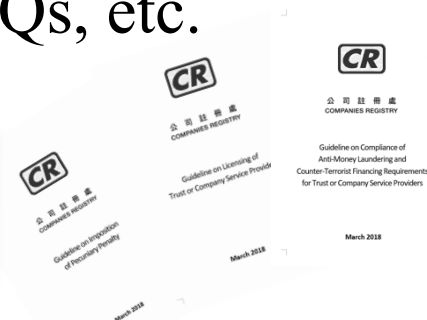 Qs, etc.
CR
公司註冊處
COMPANIES REGISTRY
Guideline on Imposition
of Pecuniary Penalty
March 2018
CR
公司註冊處
COMPANIES REGISTRY
Guideline on Licensing of
Trust or Company Service Provide
March 2018
CR
公司註冊處
COMPANIES REGISTRY
Guideline on Compliance of
Anti-Money Laundering and
Counter-Terrorist Financing Requirements
for Trust or Company Service Providers
March 2018